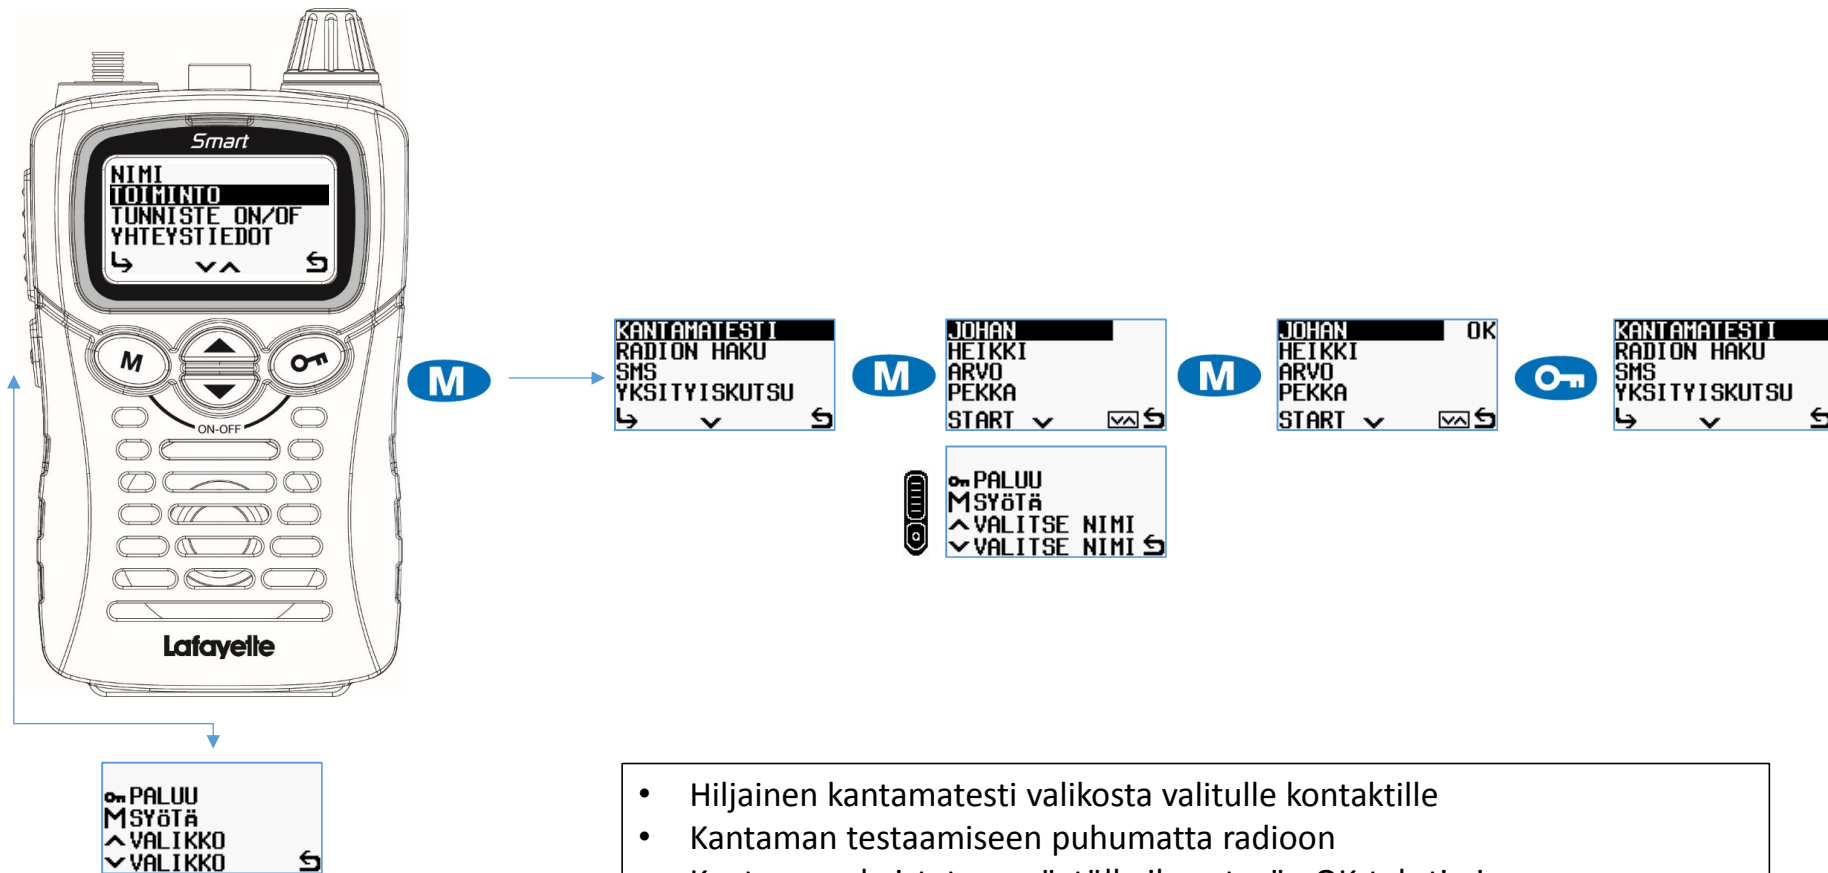 Smart
NIMI
TOIMINTO
TUNNISTE ON/OF
YHTEYSTIEDOT
M
ON-OFF
Lafayette
M
KANTAMATESTI
RADION HAKU
SMS
YKSITYISKUTSU
M
JOHAN
HEIKKI
ARVO
PEKKA
START
PALUU
M SYÖTÄ
VALITSE NIMI
VALITSE NIMI
M
JOHAN OK
HEIKKI
ARVO
PEKKA
START
KANTAMATESTI
RADION HAKU
SMS
YKSITYISKUTSU
PALUU
M SYÖTÄ
VALIKKO
VALIKKO
• Hiljainen kantamatesti valikosta valitulle kontaktille
• Kantaman testaamiseen puhumatta radioon